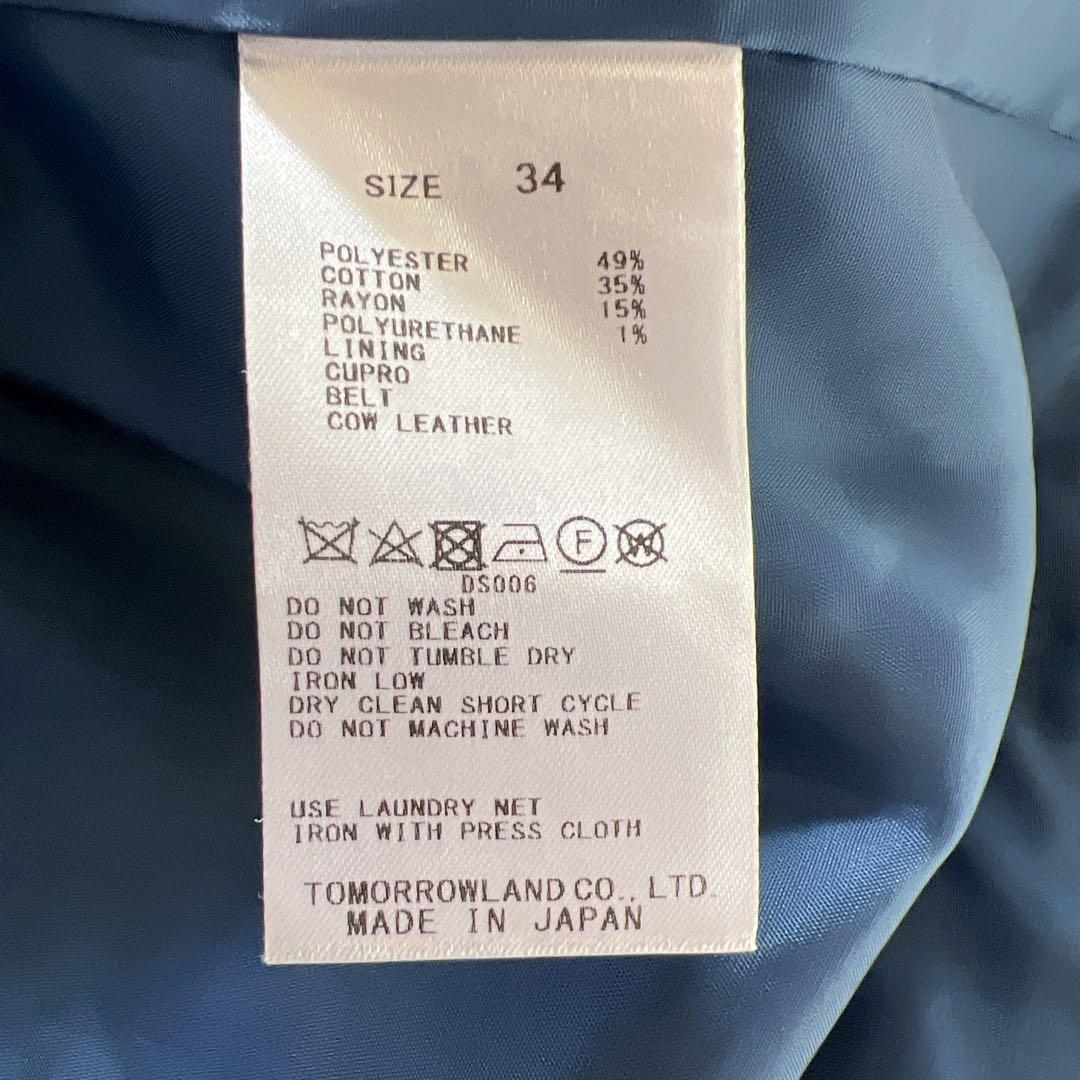 SIZE 34
POLYESTER 49%
COTTON 35%
RAYON 15%
POLYURETHANE 1%
LINING
CUPRO
BELT
COW LEATHER
F W
DS006
DO NOT WASH
DO NOT BLEACH
DO NOT TUMBLE DRY
IRON LOW
DRY CLEAN SHORT CYCLE
DO NOT MACHINE WASH
USE LAUNDRY NET
IRON WITH PRESS CLOTH
TOMORROWLAND CO., LTD.
MADE IN JAPAN